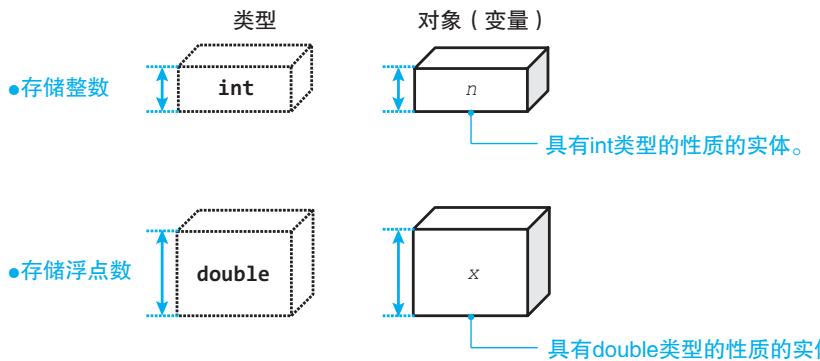 类型 对象（变量）
●存储整数 int n
具有int类型的性质的实体。
●存储浮点数 double x
具有double类型的性质的实